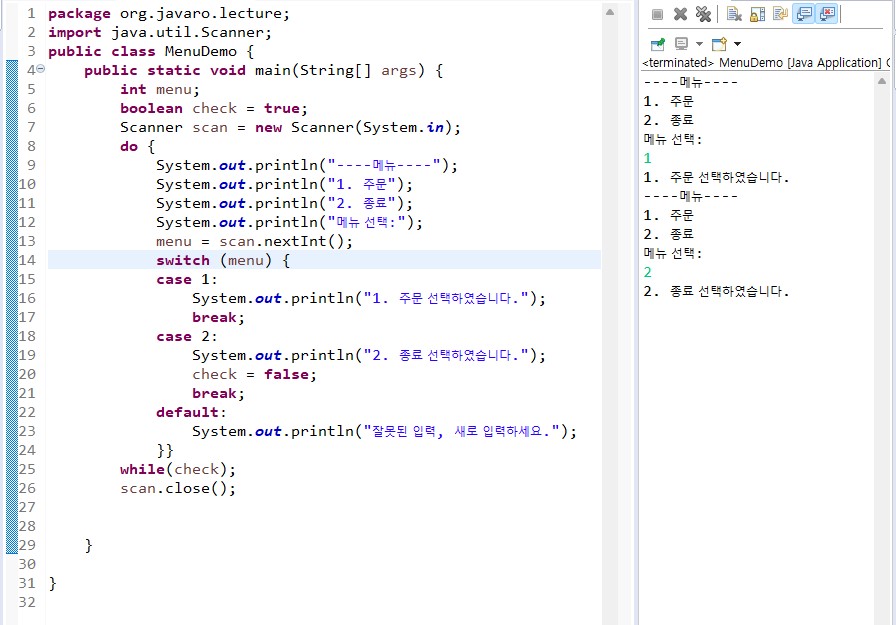 1 package org.javaro.lecture;
2 import java.util.Scanner;
3 public class MenuDemo {
4 public static void main(String[] args) {
5 int menu;
6 boolean check = true;
7 Scanner scan = new Scanner(System.in);
8 do {
9 System.out.println("----메뉴----");
10 System.out.println("1. 주문");
11 System.out.println("2. 종료");
12 System.out.println("메뉴 선택:");
13 menu = scan.nextInt();
14 switch (menu) {
15 case 1:
16 System.out.println("1. 주문 선택하였습니다.");
17 break;
18 case 2:
19 System.out.println("2. 종료 선택하였습니다.");
20 check = false;
21 break;
22 default:
23 System.out.println("잘못된 입력, 새로 입력하세요.");
24 }}
25 while(check);
26 scan.close();
27
28
29 }
30
31 }
32
<terminated> MenuDemo [Java Application]
----메뉴----
1. 주문
2. 종료
메뉴 선택:
1
1. 주문 선택하였습니다.
----메뉴----
1. 주문
2. 종료
메뉴 선택:
2
2. 종료 선택하였습니다.